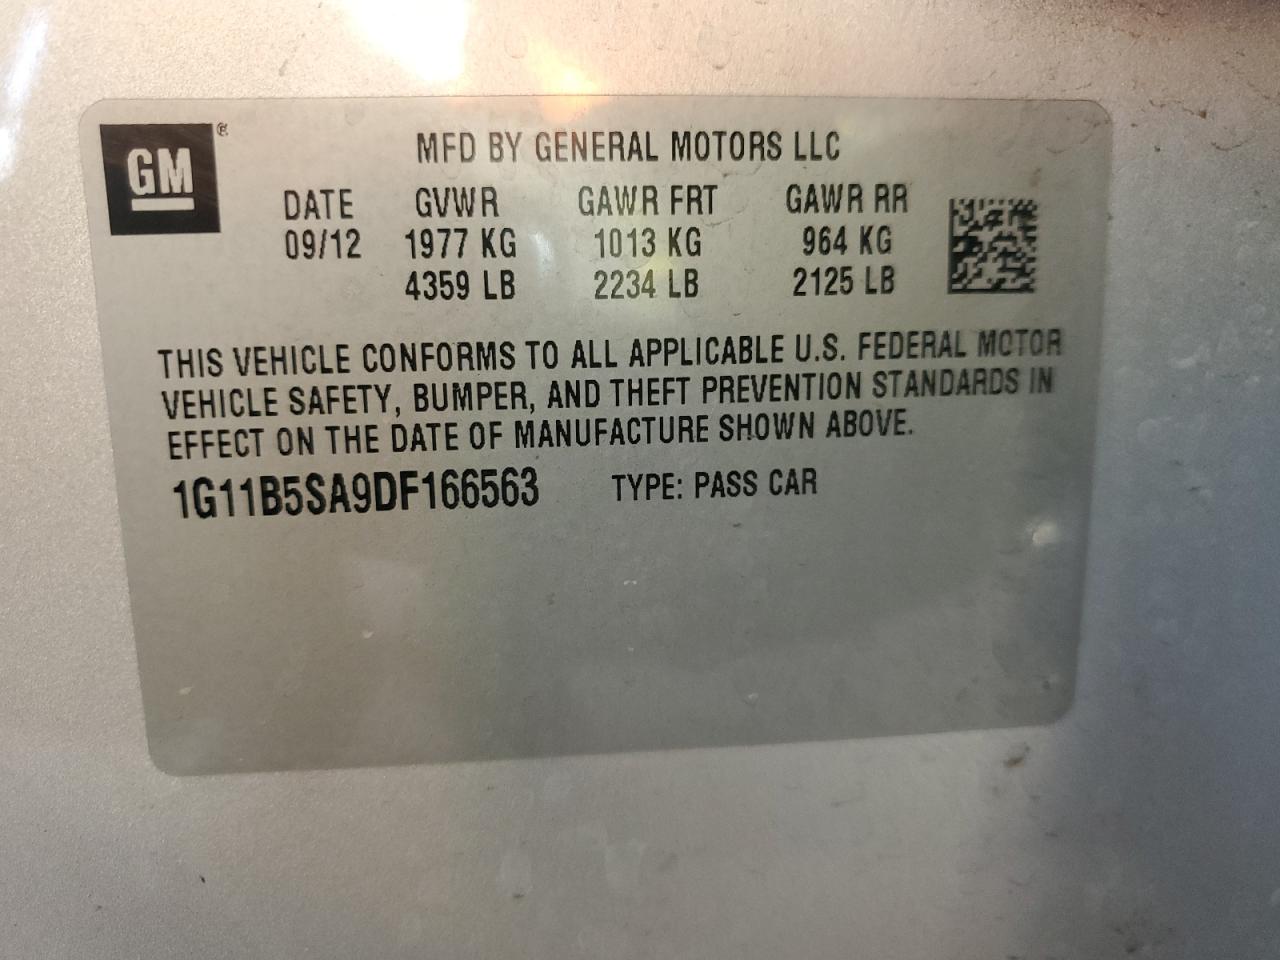 GM®
MFD BY GENERAL MOTORS LLC
DATE GVWR GAWR FRT GAWR RR
09/12 1977 KG 1013 KG 964 KG
4359 LB 2234 LB 2125 LB
THIS VEHICLE CONFORMS TO ALL APPLICABLE U.S. FEDERAL MOTOR
VEHICLE SAFETY, BUMPER, AND THEFT PREVENTION STANDARDS IN
EFFECT ON THE DATE OF MANUFACTURE SHOWN ABOVE.
1G11B5SA9DF166563 TYPE: PASS CAR